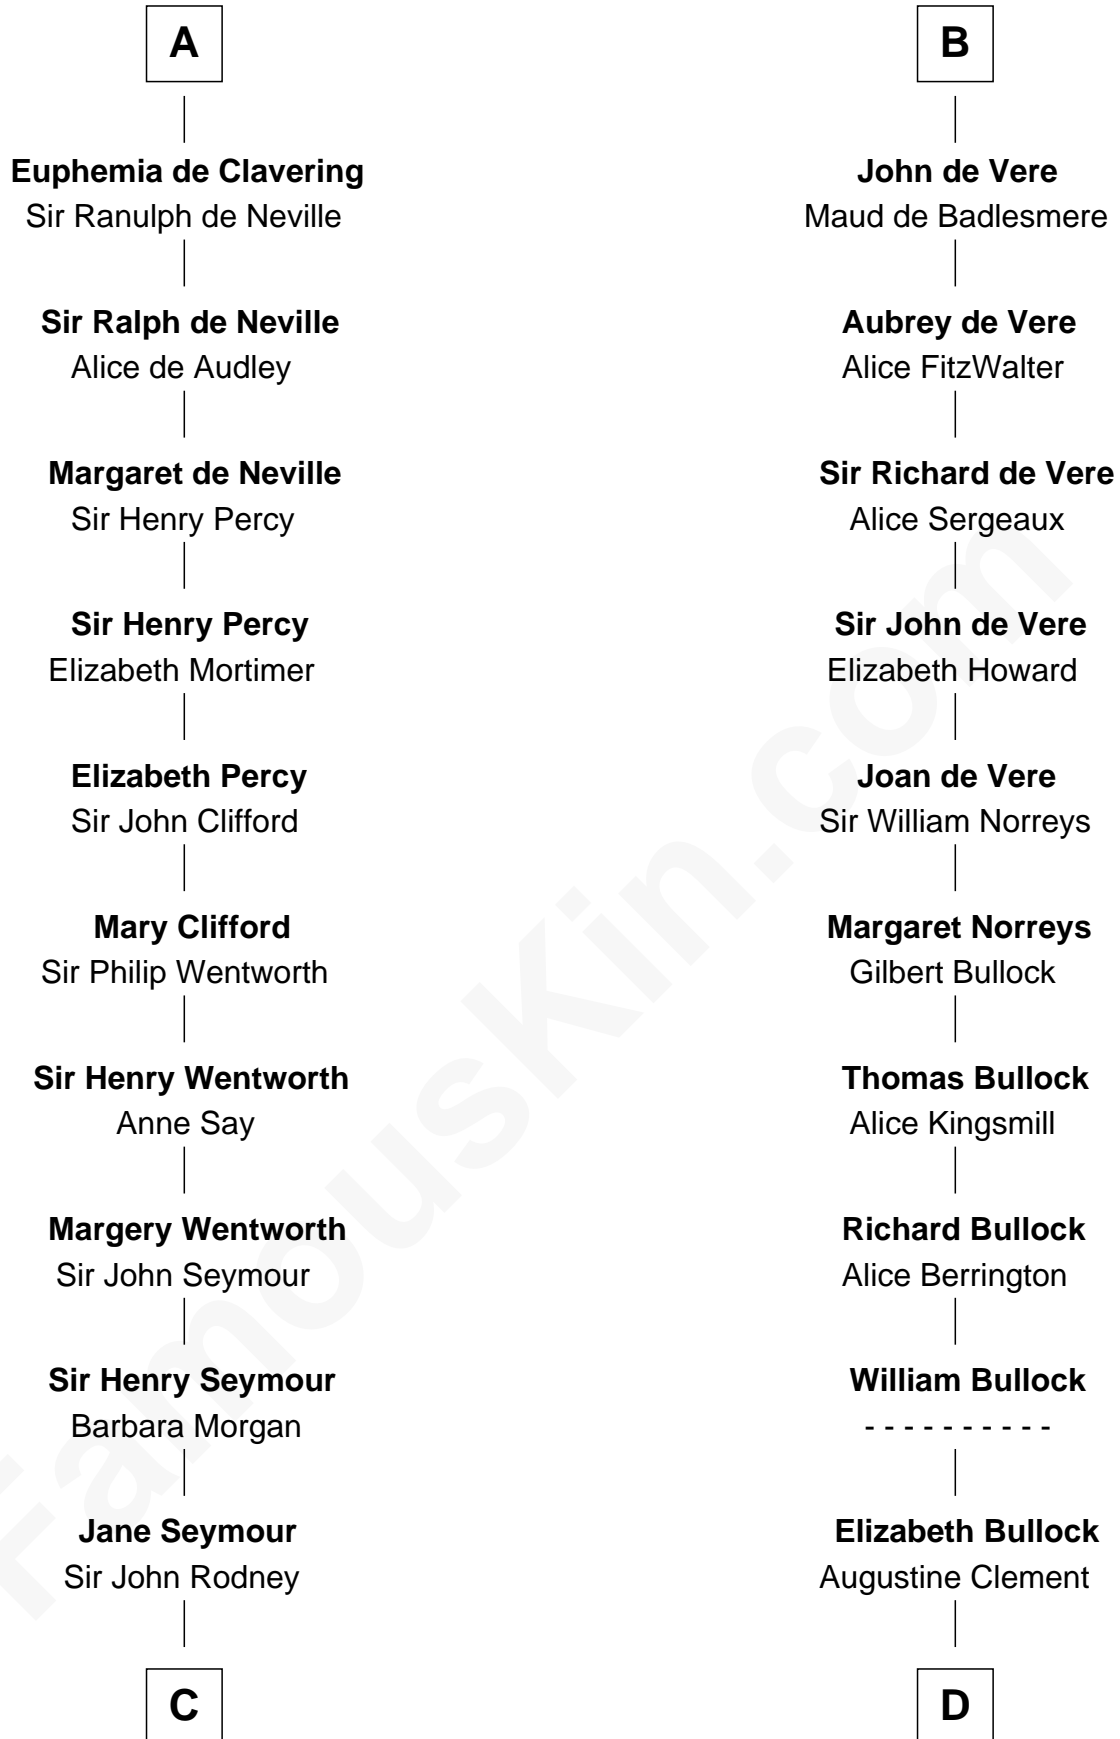 A
Euphemia de Clavering
Sir Ranulph de Neville
Sir Ralph de Neville
Alice de Audley
Margaret de Neville
Sir Henry Percy
Sir Henry Percy
Elizabeth Mortimer
Elizabeth Percy
Sir John Clifford
Mary Clifford
Sir Philip Wentworth
Sir Henry Wentworth
Anne Say
Margery Wentworth
Sir John Seymour
Sir Henry Seymour
Barbara Morgan
Jane Seymour
Sir John Rodney
C
B
John de Vere
Maud de Badlesmere
Aubrey de Vere
Alice FitzWalter
Sir Richard de Vere
Alice Sergeaux
Sir John de Vere
Elizabeth Howard
Joan de Vere
Sir William Norreys
Margaret Norreys
Gilbert Bullock
Thomas Bullock
Alice Kingsmill
Richard Bullock
Alice Berrington
William Bullock
- - - - - - - - - -
Elizabeth Bullock
Augustine Clement
D
FamousKin.com